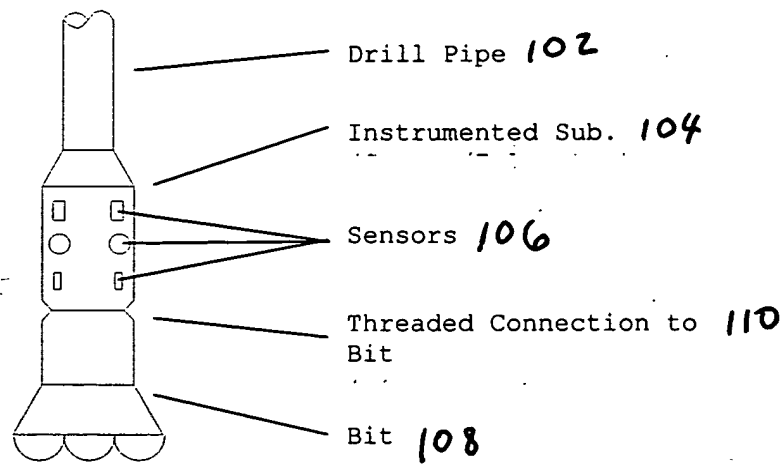 Drill Pipe 102
Instrumented Sub. 104
Sensors 106
Threaded Connection to 110
Bit
Bit 108